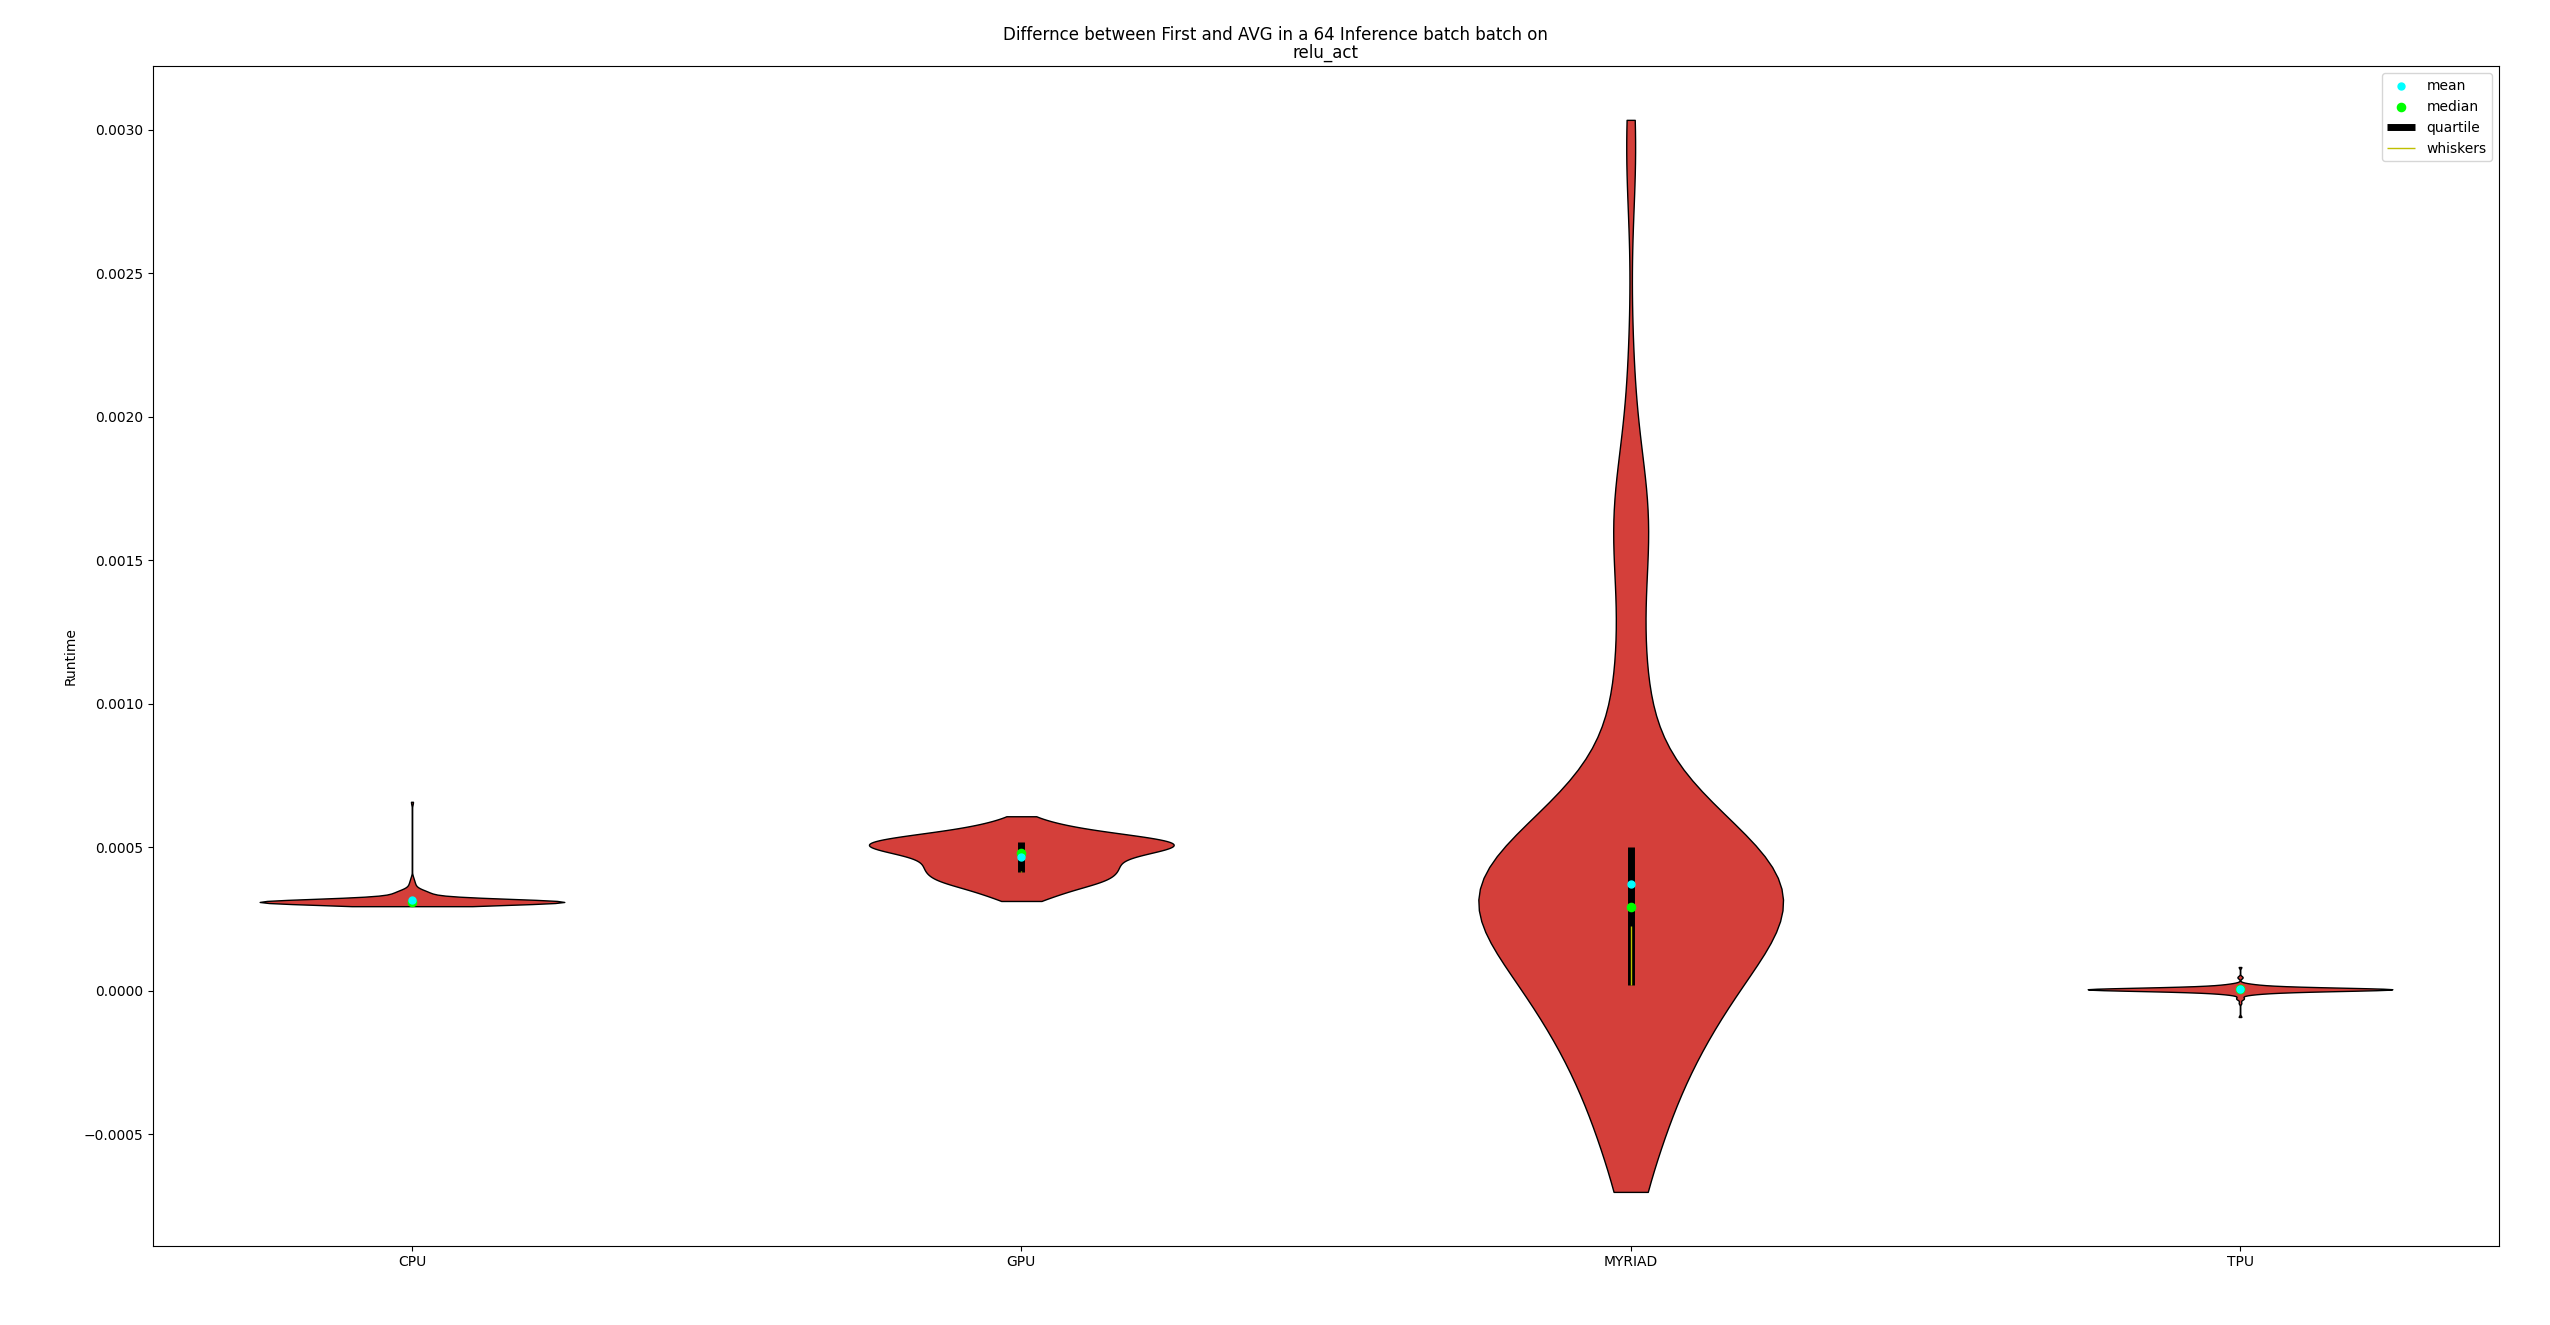 Differnce between First and AVG in a 64 Inference batch batch on
relu_act
mean
median
quartile
whiskers
0.0030
0.0025
0.0020
0.0015
0.0010
0.0005
0.0000
−0.0005
Runtime
CPU
GPU
MYRIAD
TPU